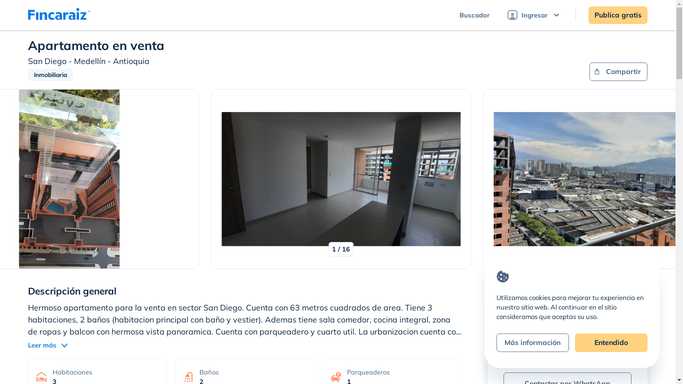 Fincaraiz
Buscador
Ingresar
Publica gratis
Apartamento en venta
San Diego - Medellín - Antioquia
Inmobiliaria
Compartir
1 / 16
Descripción general
Hermoso apartamento para la venta en sector San Diego. Cuenta con 63 metros cuadrados de area. Tiene 3
habitaciones, 2 baños (habitacion principal con baño y vestier). Ademas tiene sala comedor, cocina integral, zona
de ropas y balcon con hermosa vista panoramica. Cuenta con parqueadero y cuarto util. La urbanizacion cuenta co...
Leer más
Habitaciones
3
Baños
2
Parqueaderos
1
Utilizamos cookies para mejorar tu experiencia en
nuestro sitio web. Al continuar en el sitio
consideramos que aceptas su uso.
Más información
Entendido
Contactar por WhatsApp